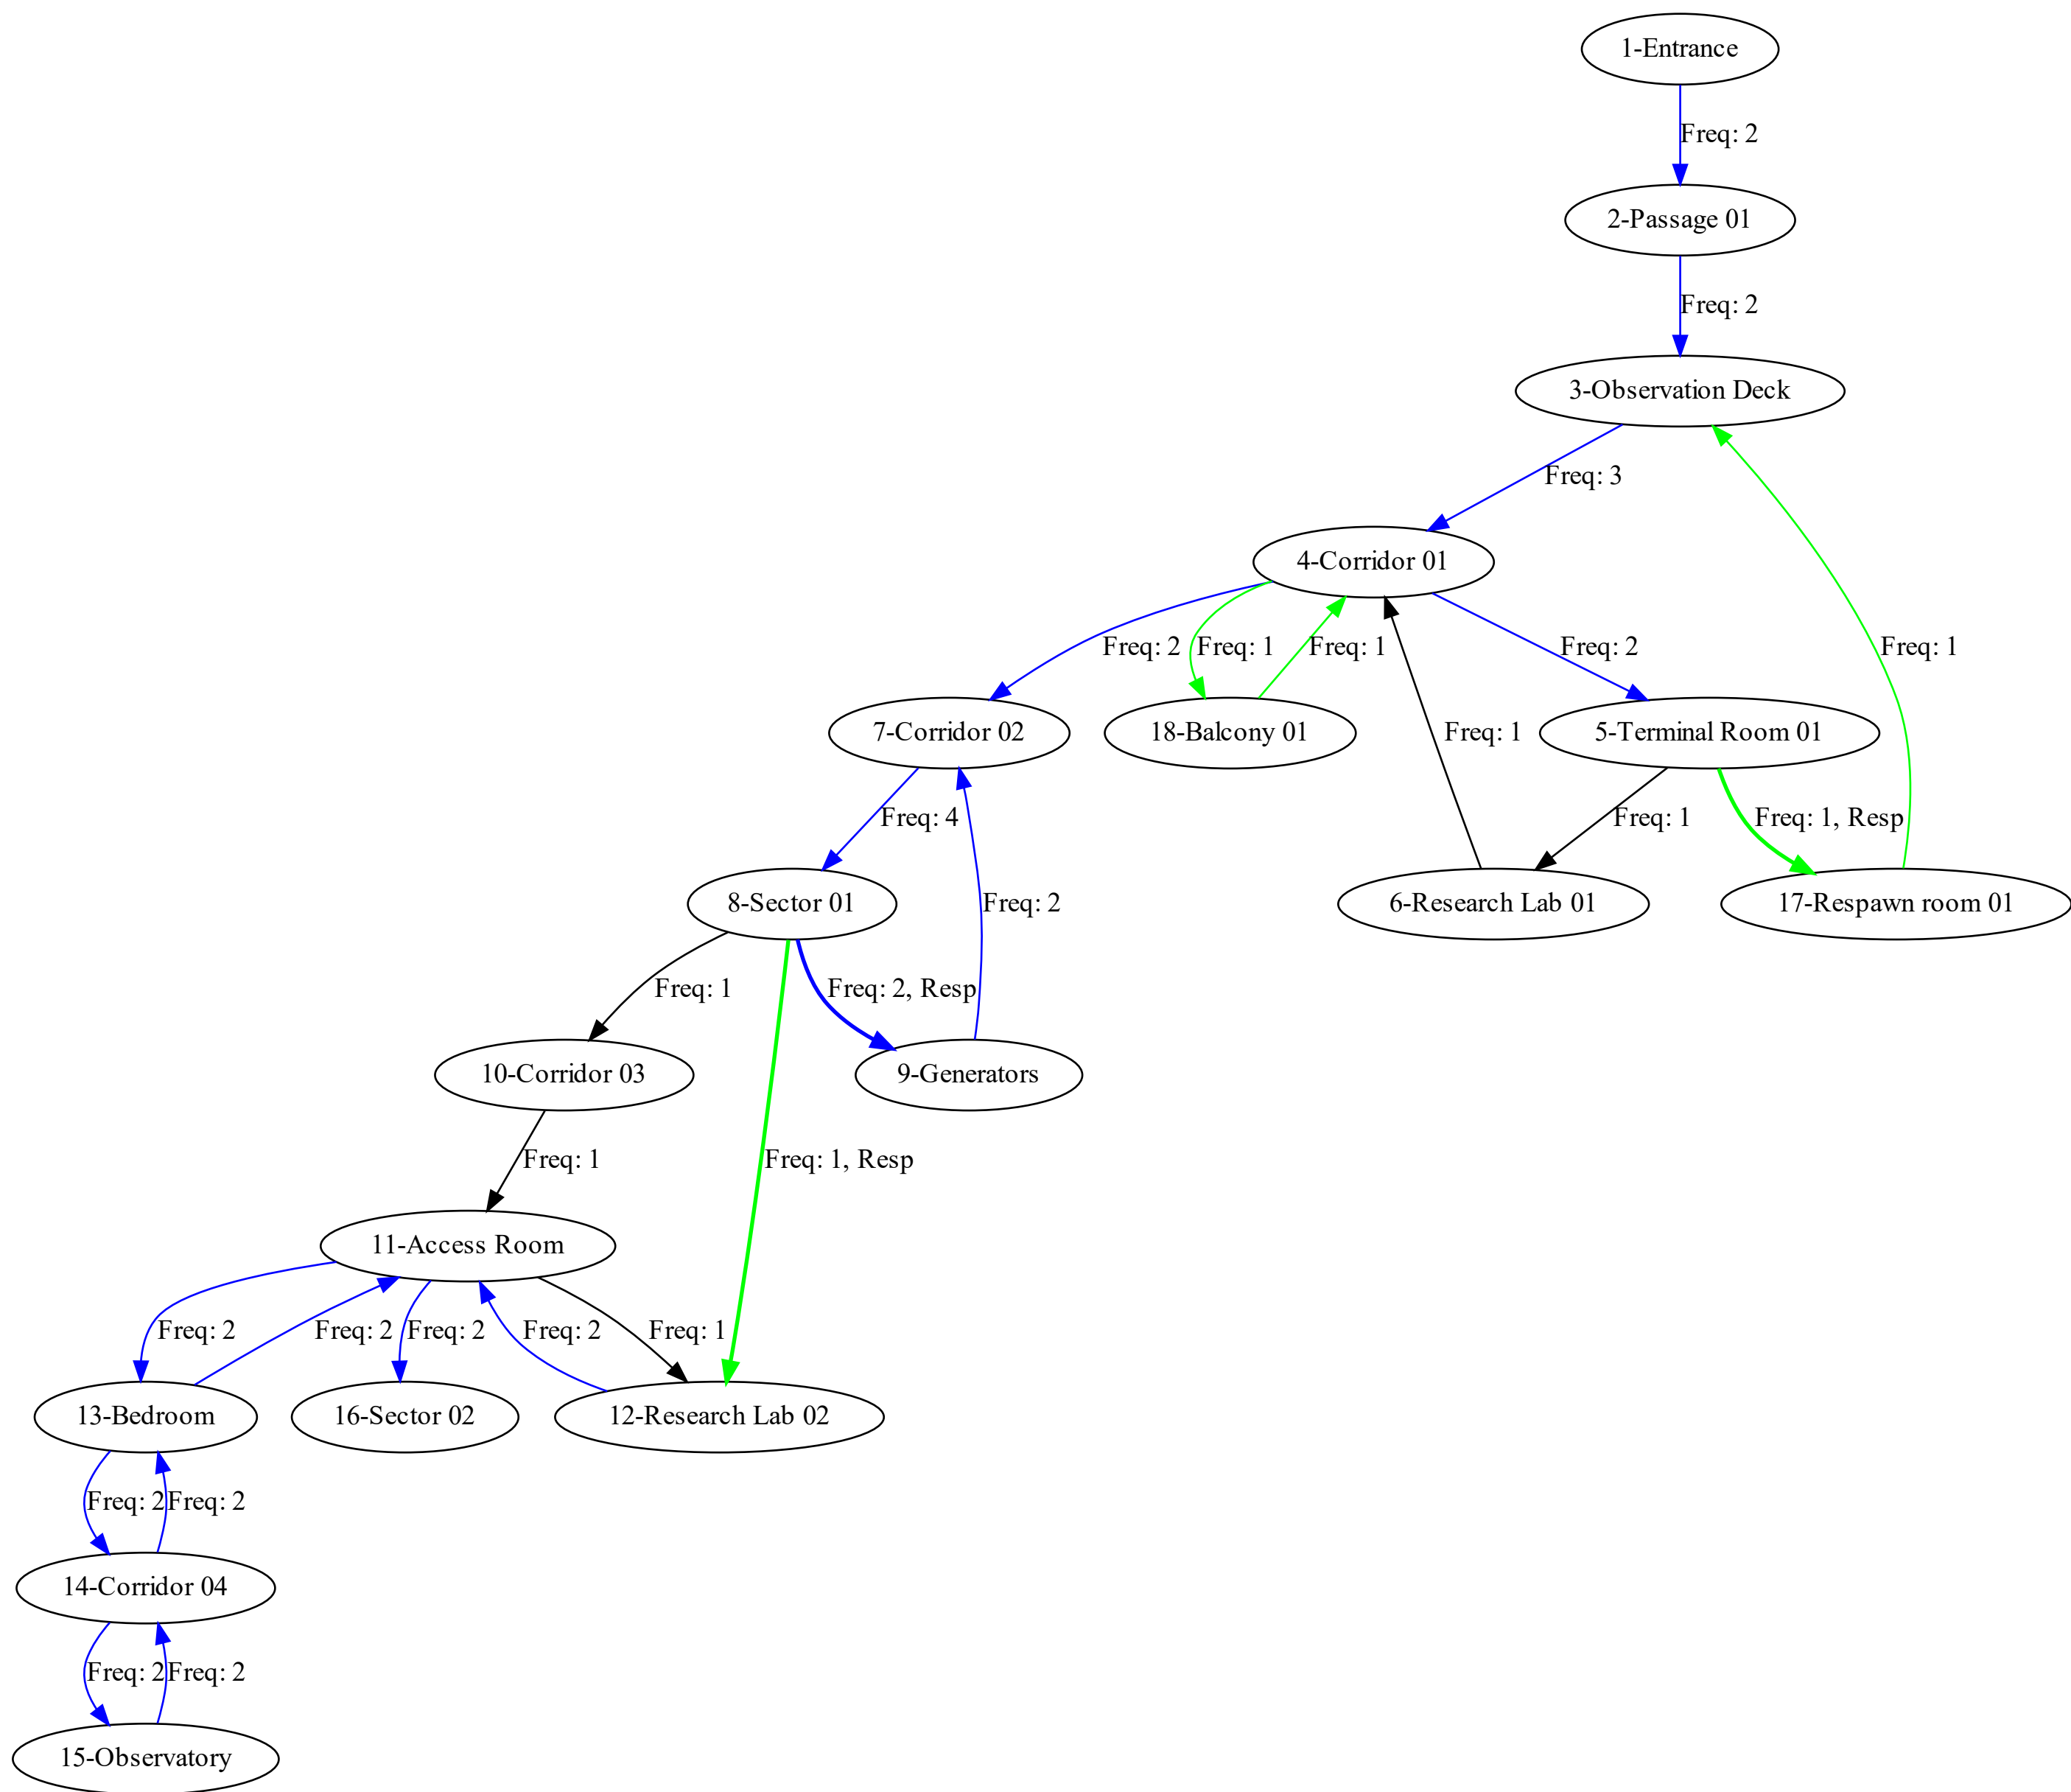 1-Entrance
Freq: 2
2-Passage 01
Freq: 2
3-Observation Deck
Freq: 3
4-Corridor 01
Freq: 2
Freq: 1
Freq: 1
Freq: 2
Freq: 1
7-Corridor 02
18-Balcony 01
Freq: 1
5-Terminal Room 01
Freq: 4
Freq: 1
Freq: 1, Resp
8-Sector 01
Freq: 2
6-Research Lab 01
17-Respawn room 01
Freq: 1
Freq: 2, Resp
10-Corridor 03
9-Generators
Freq: 1
Freq: 1, Resp
11-Access Room
Freq: 2
Freq: 2
Freq: 2
Freq: 2
Freq: 1
13-Bedroom
16-Sector 02
12-Research Lab 02
Freq: 2
Freq: 2
14-Corridor 04
Freq: 2
Freq: 2
15-Observatory